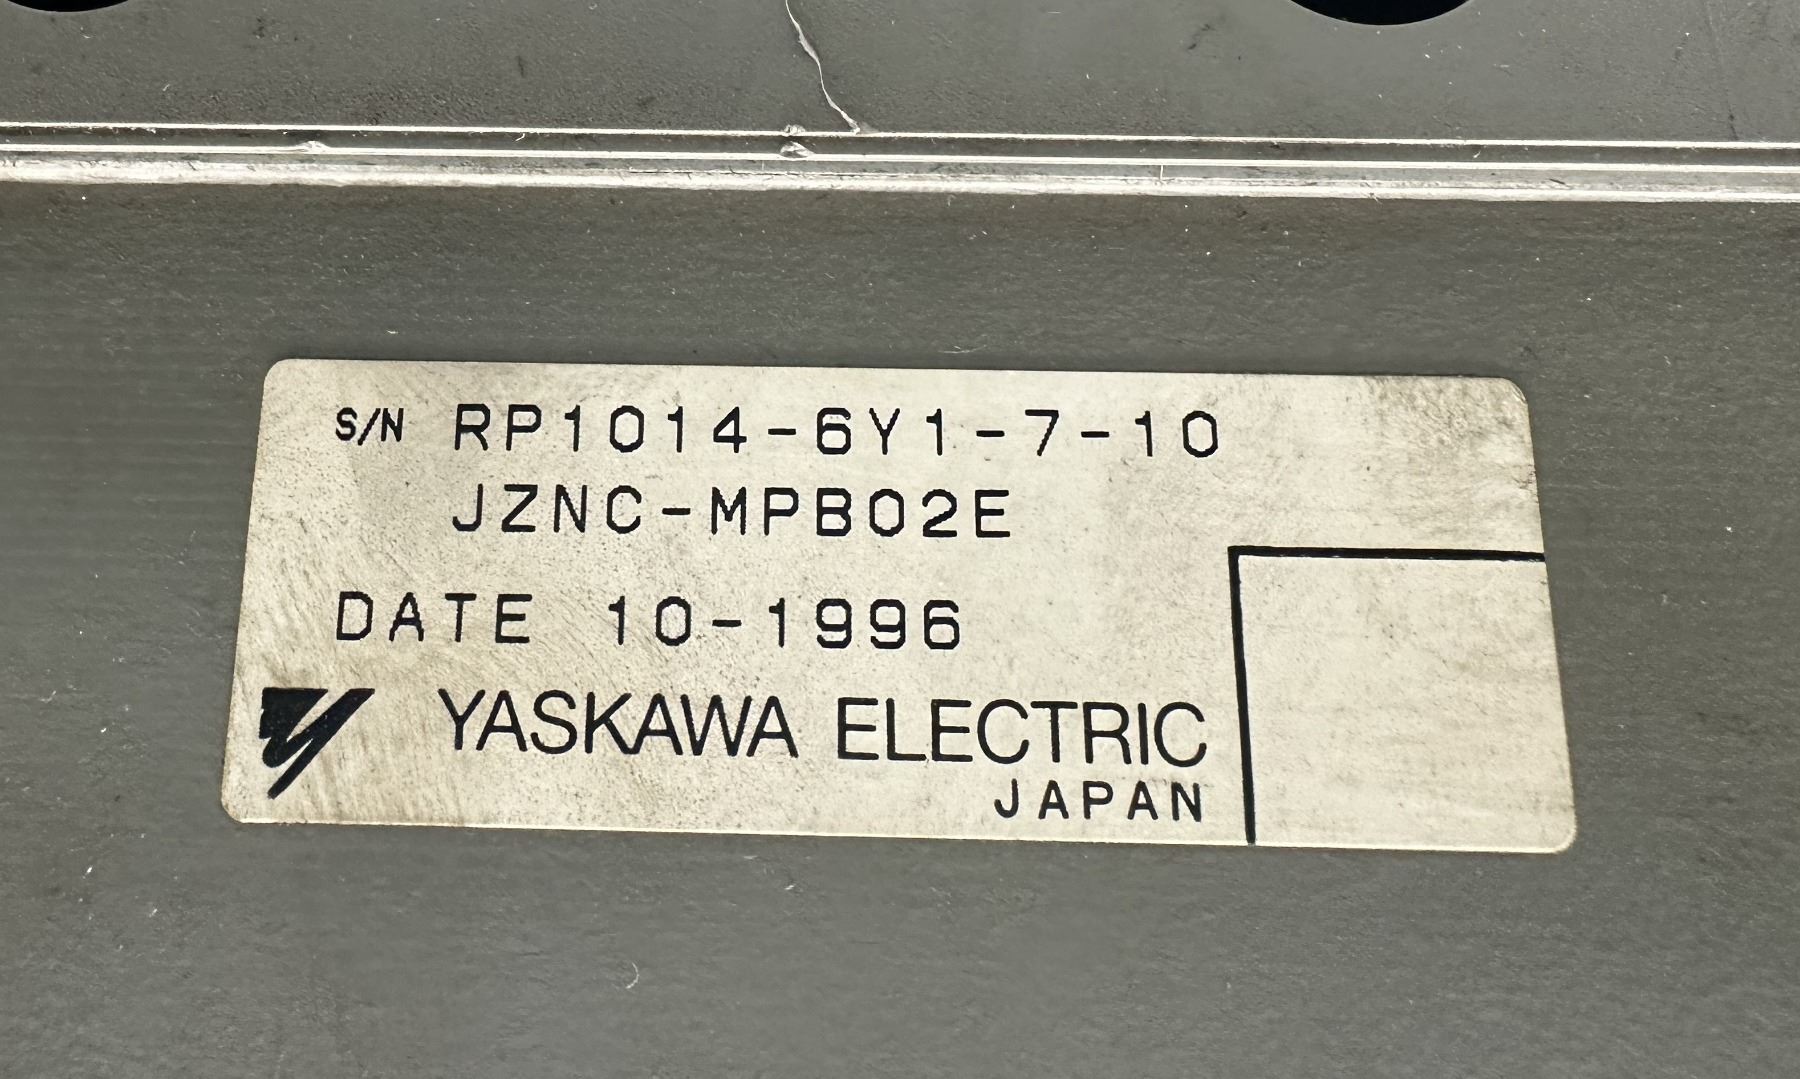 S/N RP1014-6Y1-7-10
JZNC-MPB02E
DATE 10-1996
YASKAWA ELECTRIC
JAPAN